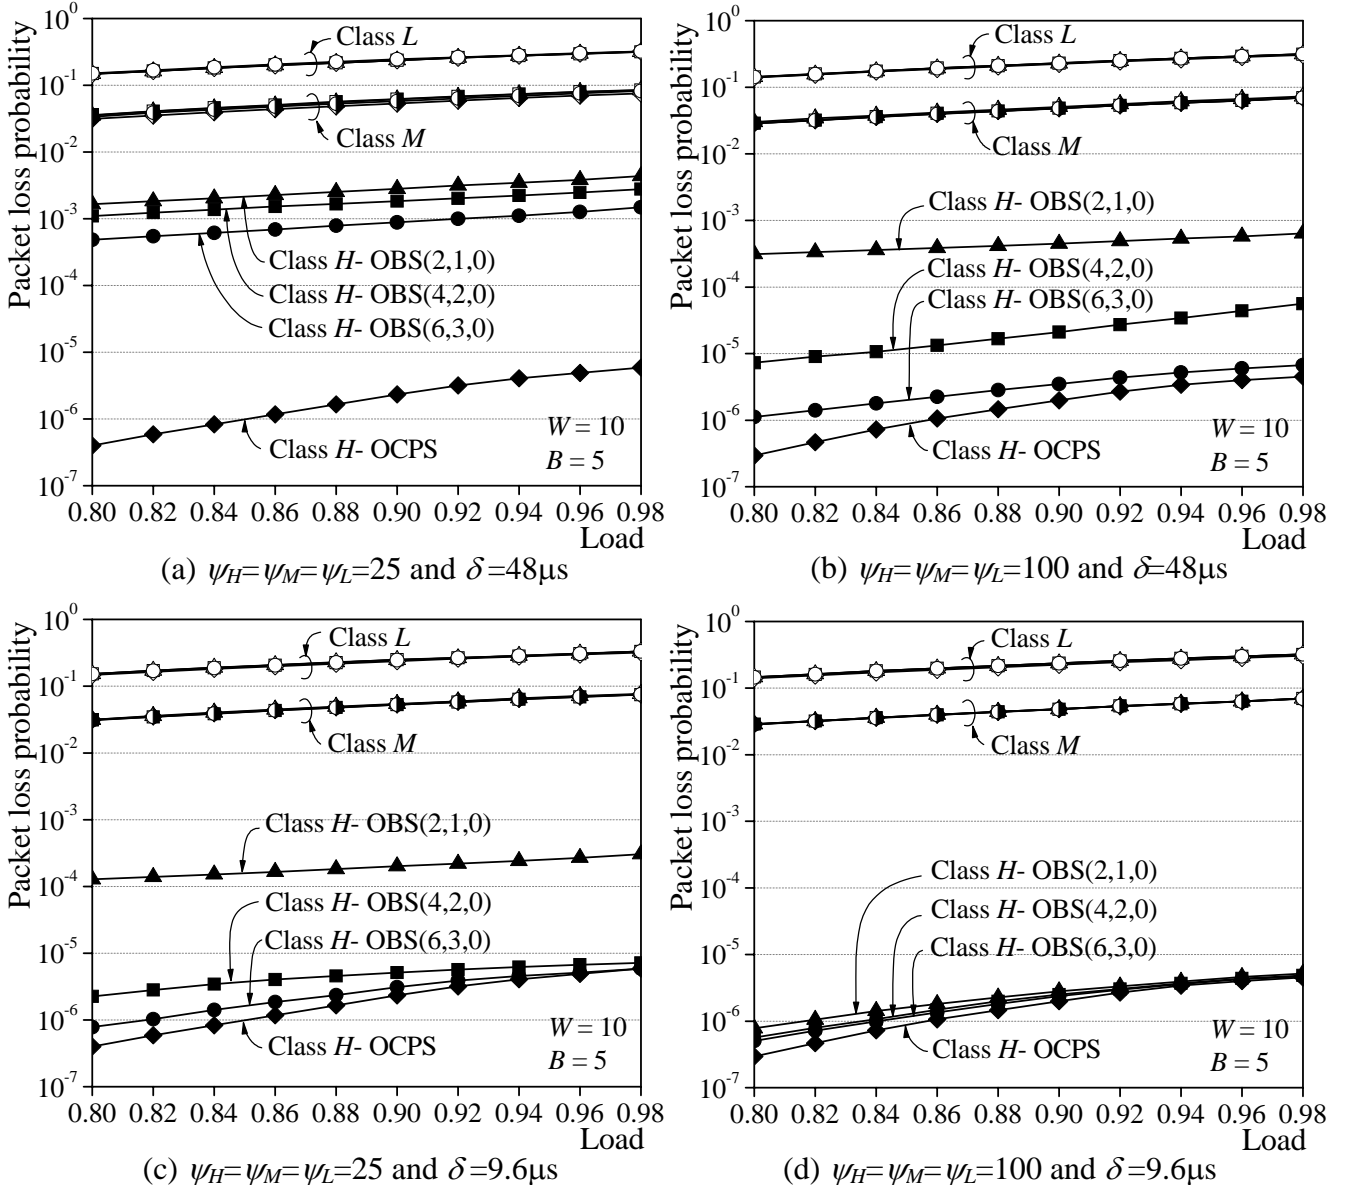 Packet loss probability
10^0
10^-1
10^-2
10^-3
10^-4
10^-5
10^-6
10^-7
Class L
Class M
Class H- OBS(2,1,0)
Class H- OBS(4,2,0)
Class H- OBS(6,3,0)
Class H- OCPS
W = 10
B = 5
0.80 0.82 0.84 0.86 0.88 0.90 0.92 0.94 0.96 0.98
Load
(a) ψ_H=ψ_M=ψ_L=25 and δ =48μs
Packet loss probability
10^0
10^-1
10^-2
10^-3
10^-4
10^-5
10^-6
10^-7
Class L
Class M
Class H- OBS(2,1,0)
Class H- OBS(4,2,0)
Class H- OBS(6,3,0)
Class H- OCPS
W = 10
B = 5
0.80 0.82 0.84 0.86 0.88 0.90 0.92 0.94 0.96 0.98
Load
(b) ψ_H=ψ_M=ψ_L=100 and δ=48μs
Packet loss probability
10^0
10^-1
10^-2
10^-3
10^-4
10^-5
10^-6
10^-7
Class L
Class M
Class H- OBS(2,1,0)
Class H- OBS(4,2,0)
Class H- OBS(6,3,0)
Class H- OCPS
W = 10
B = 5
0.80 0.82 0.84 0.86 0.88 0.90 0.92 0.94 0.96 0.98
Load
(c) ψ_H=ψ_M=ψ_L=25 and δ =9.6μs
Packet loss probability
10^0
10^-1
10^-2
10^-3
10^-4
10^-5
10^-6
10^-7
Class L
Class M
Class H- OBS(2,1,0)
Class H- OBS(4,2,0)
Class H- OBS(6,3,0)
Class H- OCPS
W = 10
B = 5
0.80 0.82 0.84 0.86 0.88 0.90 0.92 0.94 0.96 0.98
Load
(d) ψ_H=ψ_M=ψ_L=100 and δ =9.6μs